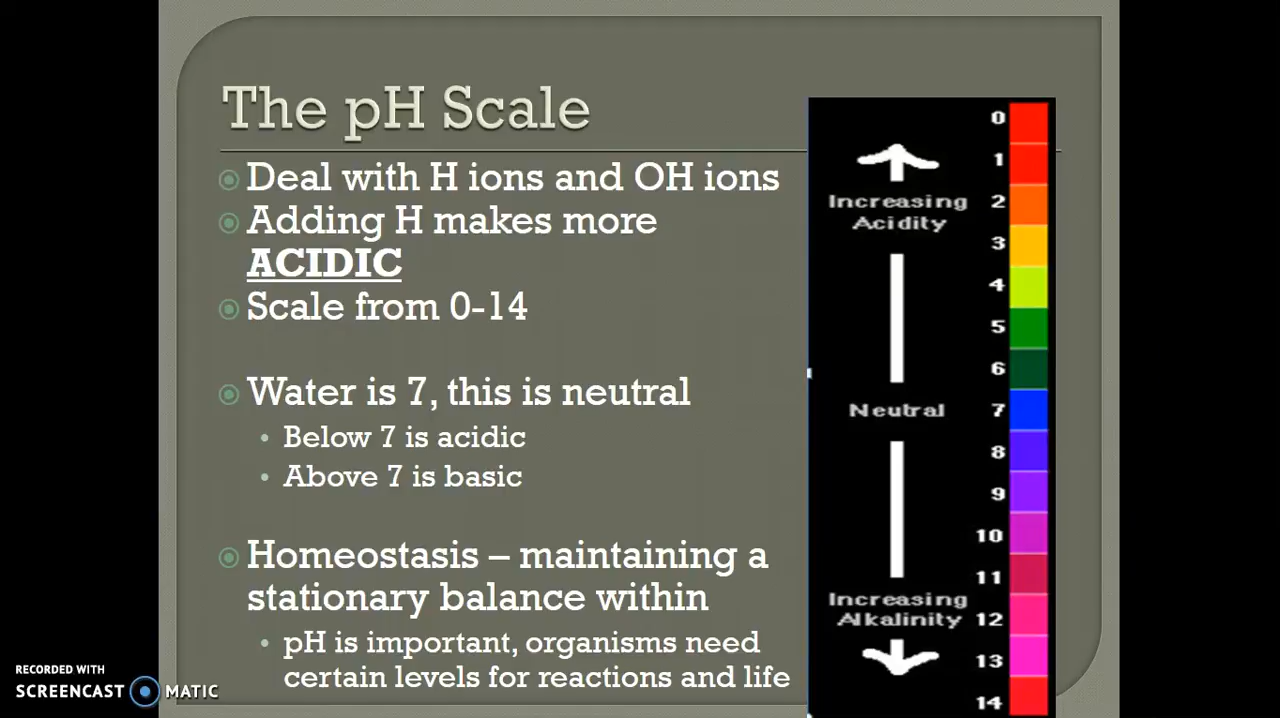 The pH Scale
Deal with H ions and OH ions
Adding H makes more
ACIDIC
Scale from 0-14
Water is 7, this is neutral
Below 7 is acidic
Above 7 is basic
Homeostasis – maintaining a
stationary balance within
pH is important, organisms need
certain levels for reactions and life
0
1
Increasing
Acidity
2
3
4
5
6
Neutral
7
8
9
10
11
Increasing
Alkalinity
12
13
14
RECORDED WITH
SCREENCAST MATIC